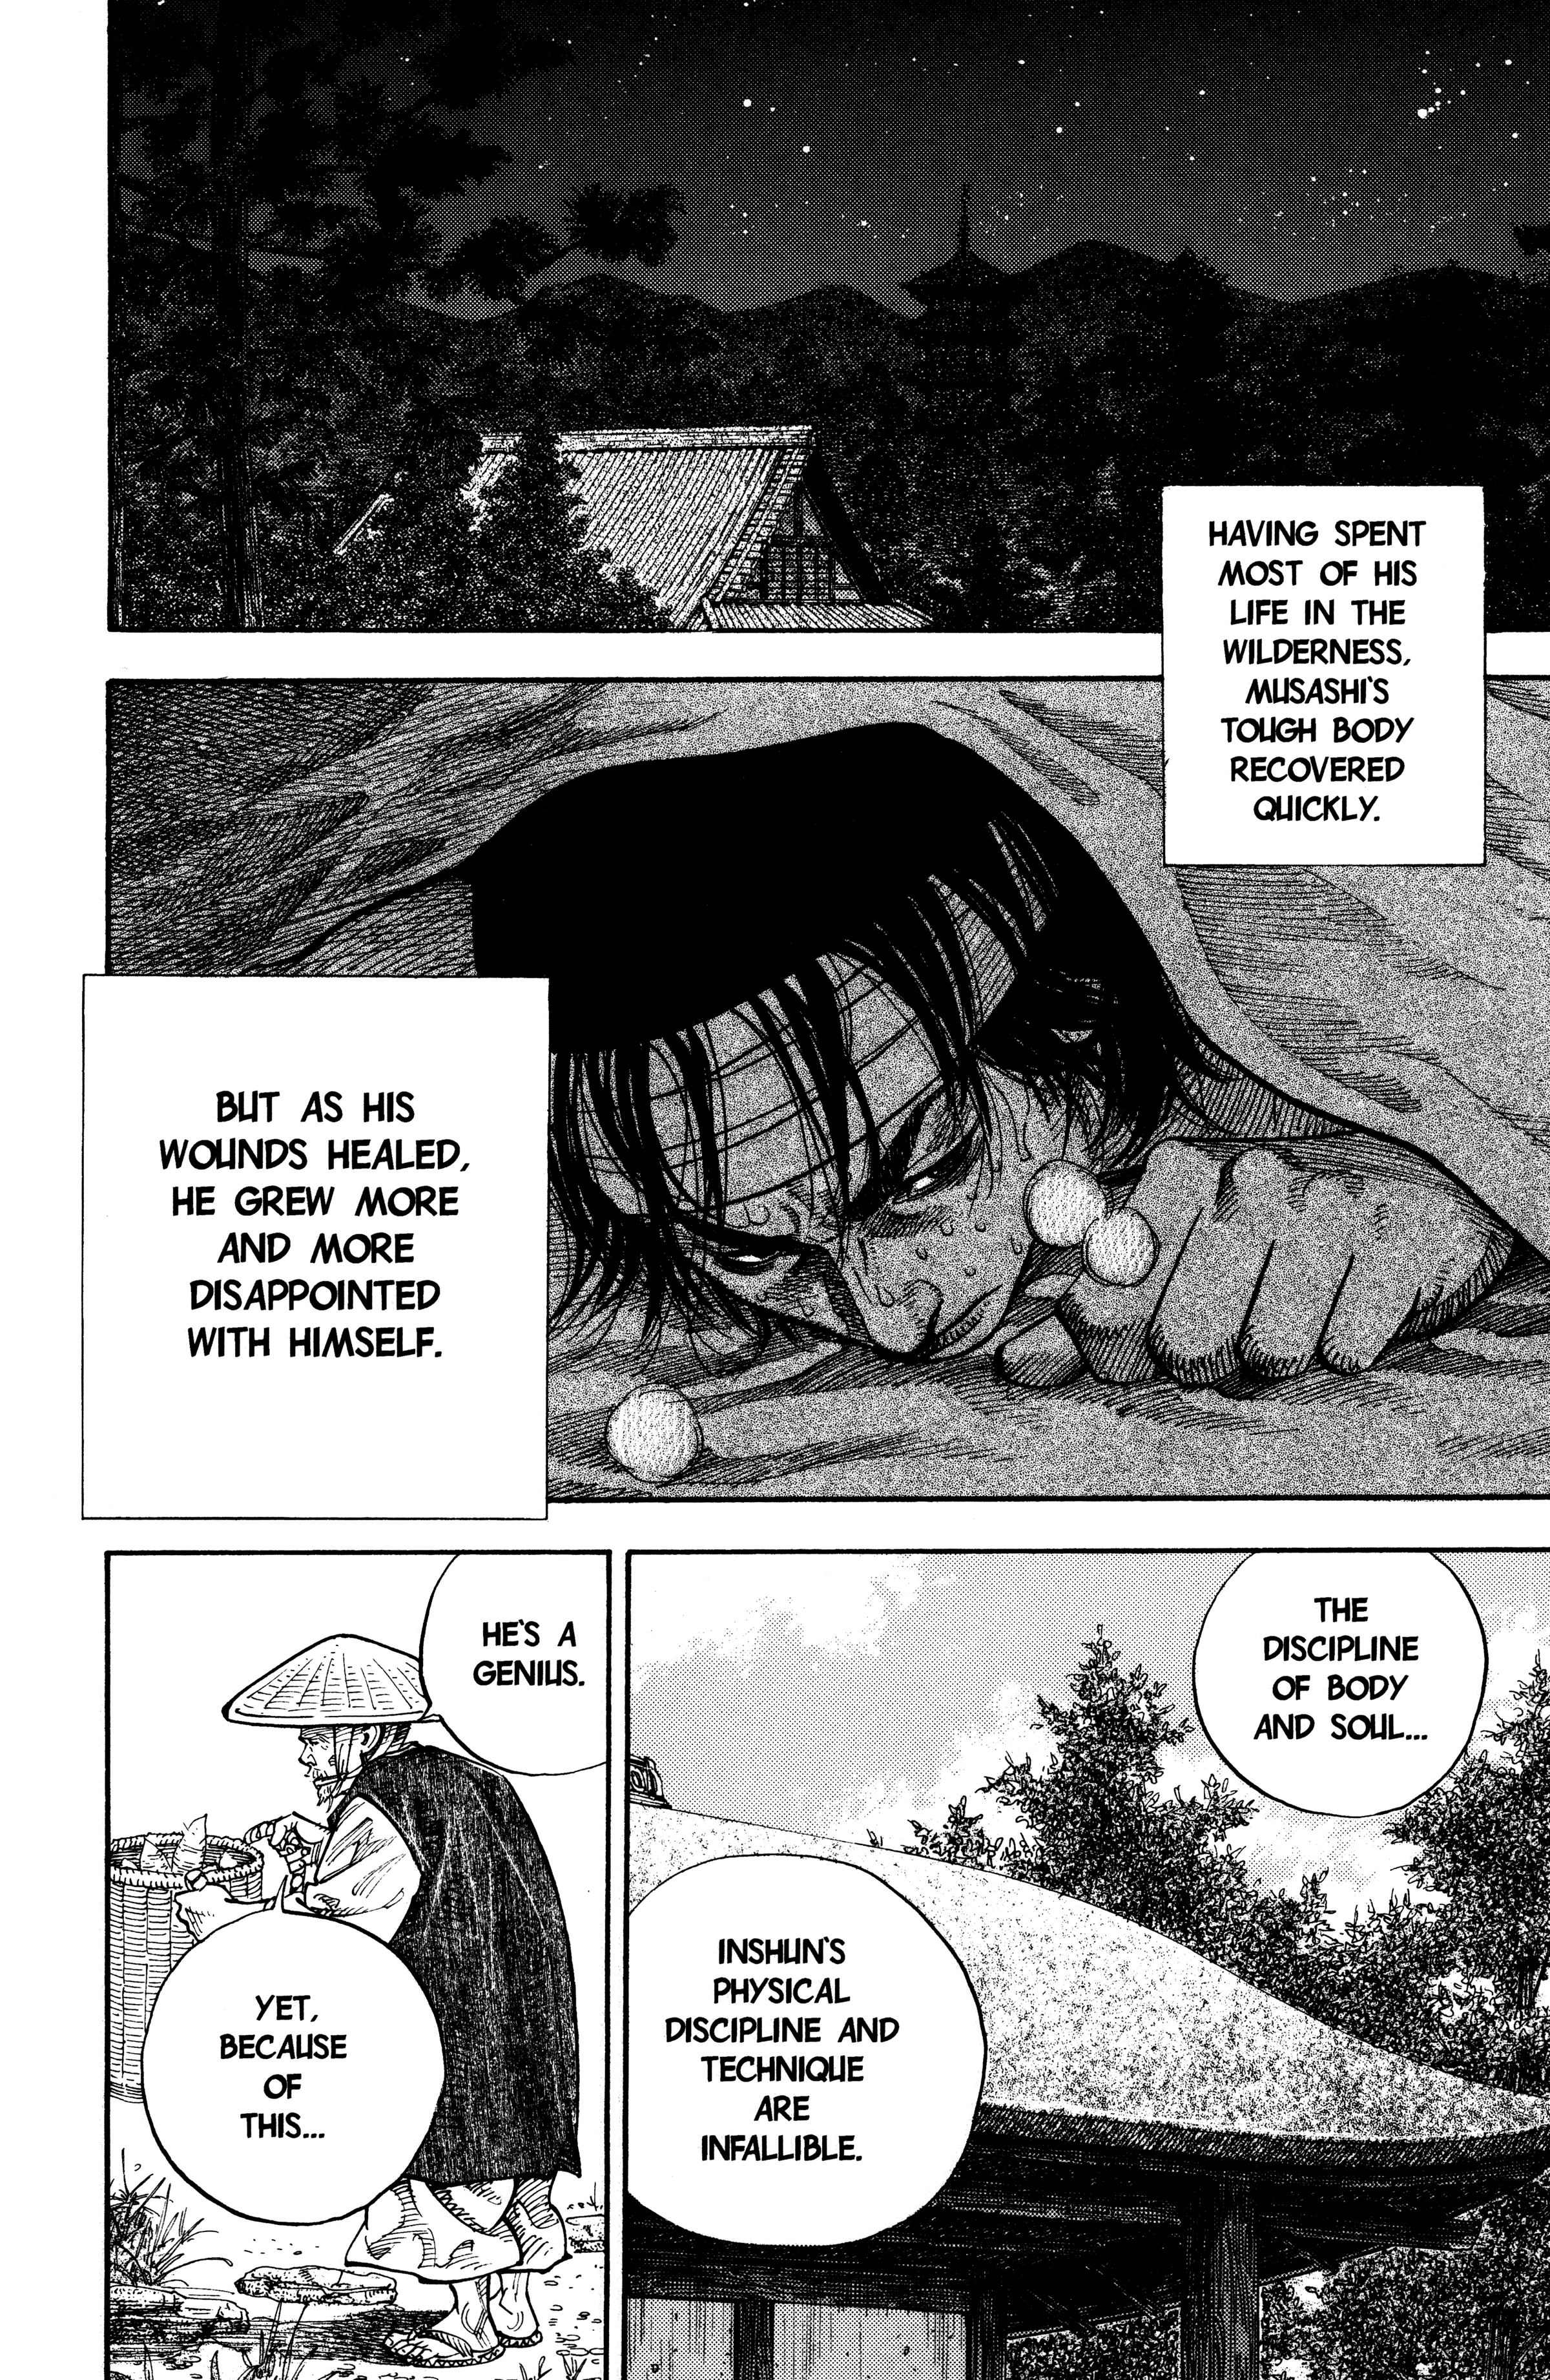 HAVING SPENT
MOST OF HIS
LIFE IN THE
WILDERNESS,
MUSASHI'S
TOUGH BODY
RECOVERED
QUICKLY.
BUT AS HIS
WOUNDS HEALED,
HE GREW MORE
AND MORE
DISAPPOINTED
WITH HIMSELF.
THE
DISCIPLINE
OF BODY
AND SOUL...
INSHUN'S
PHYSICAL
DISCIPLINE AND
TECHNIQUE
ARE
INFALLIBLE.
HE'S A
GENIUS.
YET,
BECAUSE
OF
THIS...